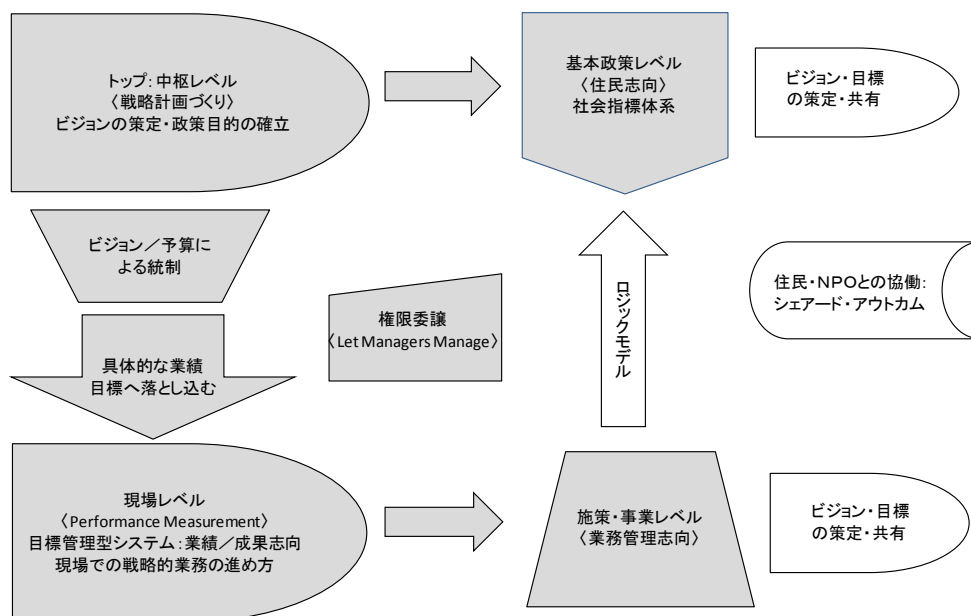 トップ：中枢レベル
〈戦略計画づくり〉
ビジョンの策定・政策目的の確立
基本政策レベル
〈住民志向〉
社会指標体系
ビジョン・目標
の策定・共有
ビジョン／予算に
よる統制
権限委譲
〈Let Managers Manage〉
ロジックモデル
住民・NPOとの協働：
シェアード・アウトカム
具体的な業績
目標へ落とし込む
現場レベル
〈Performance Measurement〉
目標管理型システム：業績／成果志向
現場での戦略的業務の進め方
施策・事業レベル
〈業務管理志向〉
ビジョン・目標
の策定・共有